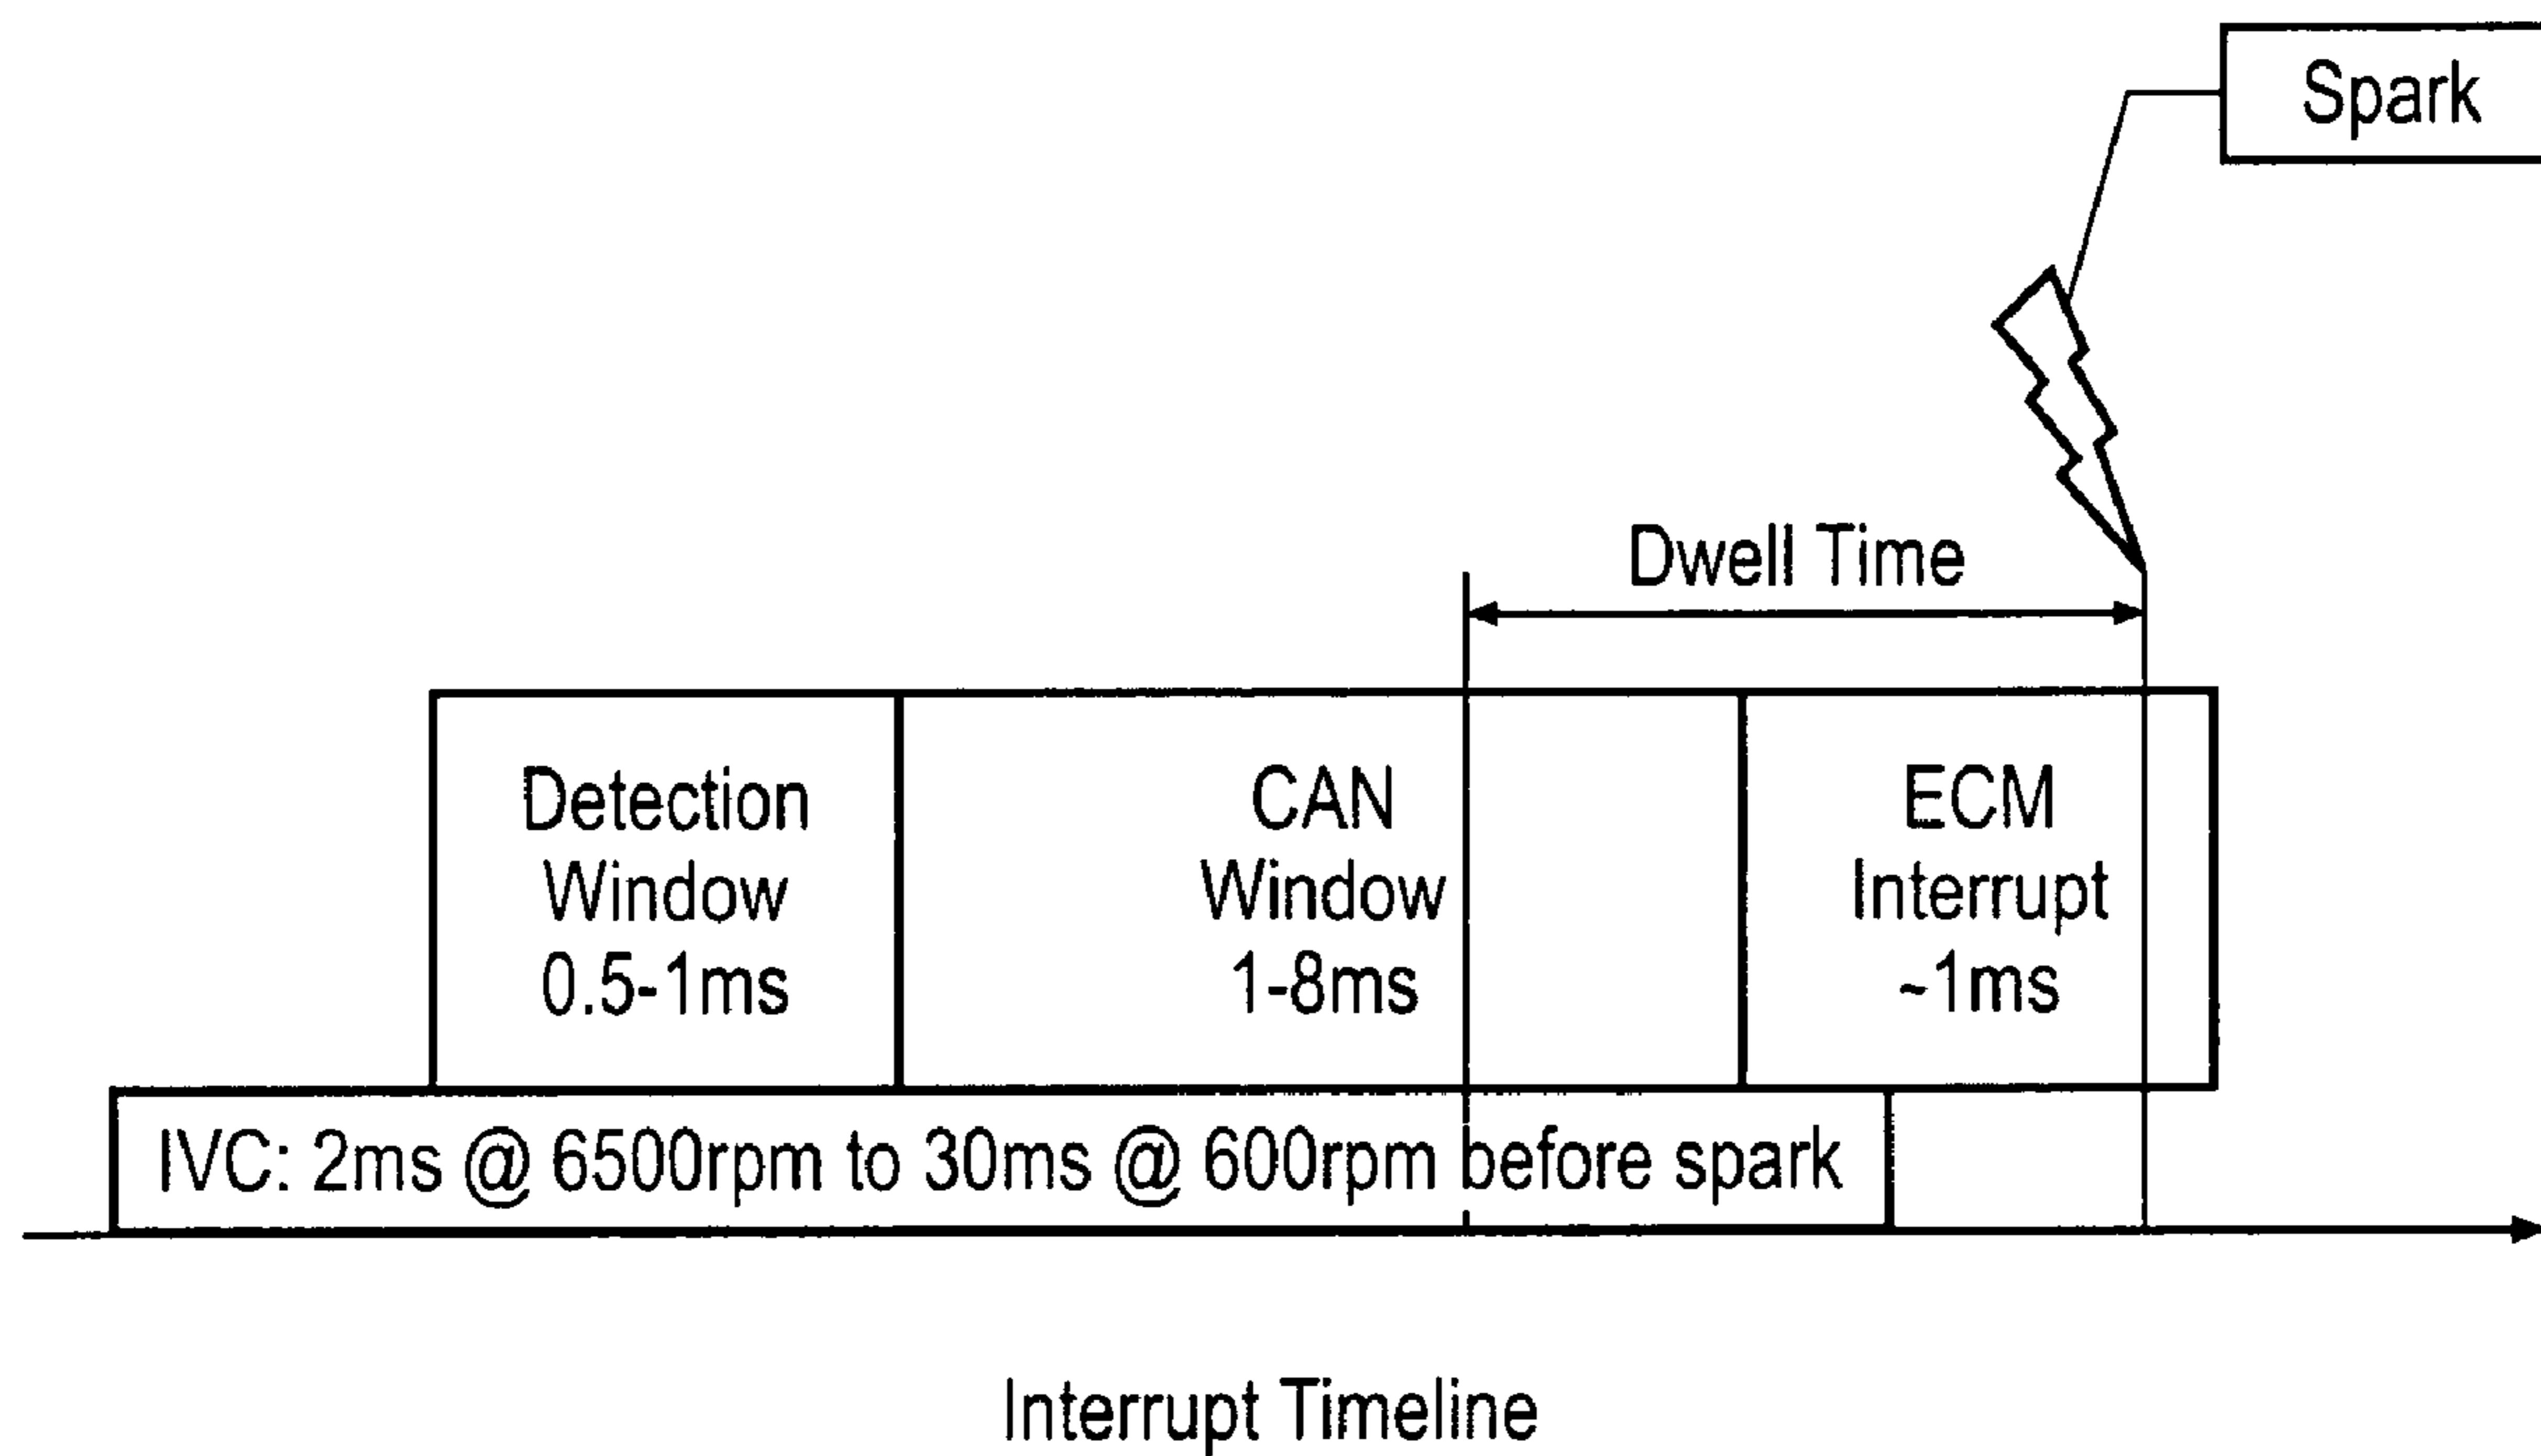 Spark
Dwell Time
Detection
Window
0.5-1ms
CAN
Window
1-8ms
ECM
Interrupt
~1ms
IVC: 2ms @ 6500rpm to 30ms @ 600rpm before spark
Interrupt Timeline